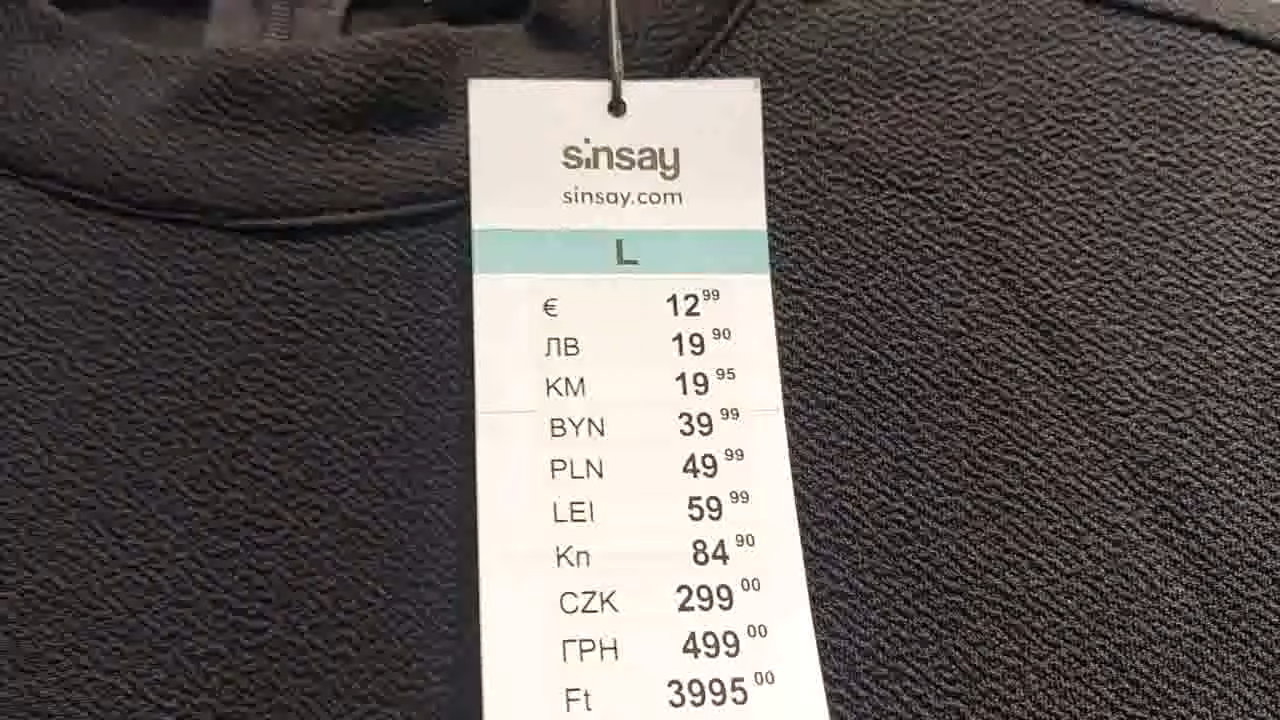 sinsay
sinsay.com
L
€ 12 99
ЛВ 19 90
KM 19 95
BYN 39 99
PLN 49 99
LEI 59 99
Kn 84 90
CZK 299 00
ГРН 499 00
Ft 3995 00